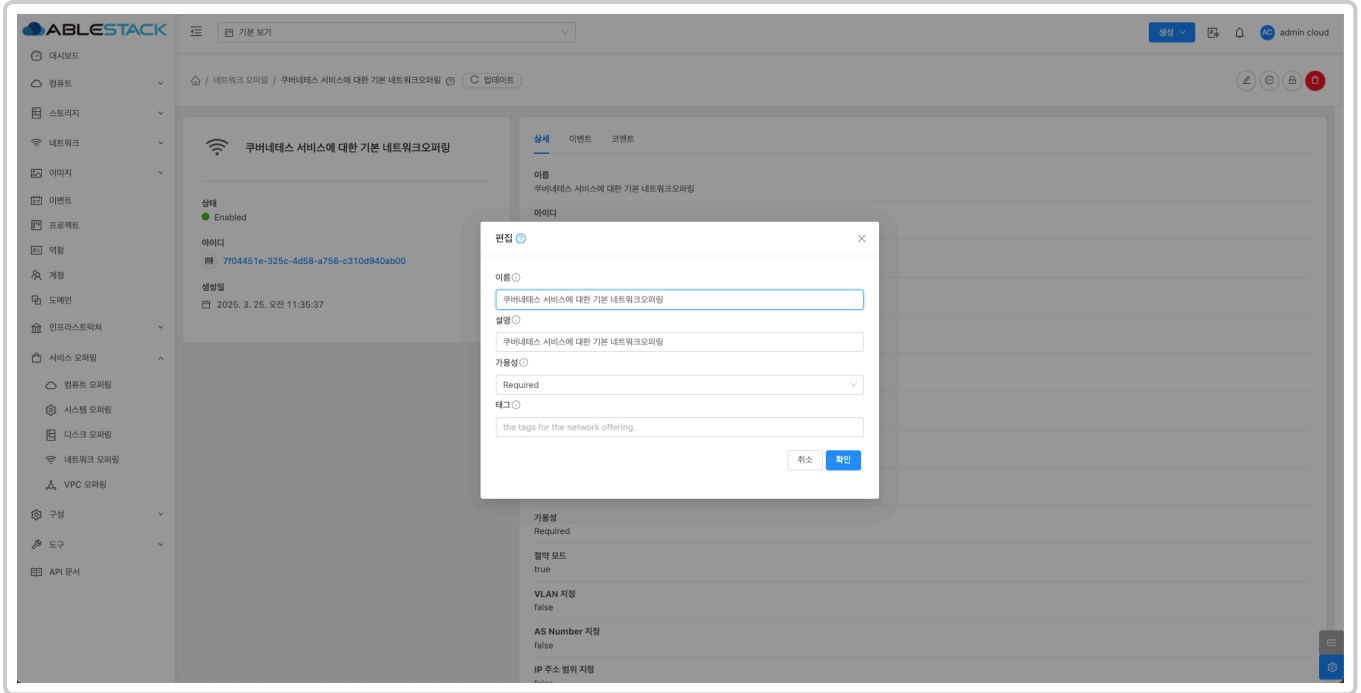 ABLESTACK
기본 보기
생성
AC
admin cloud
대시보드
컴퓨트
스토리지
네트워크
이미지
이벤트
프로젝트
역할
계정
도메인
인프라스트럭쳐
서비스 오퍼링
컴퓨트 오퍼링
시스템 오퍼링
디스크 오퍼링
네트워크 오퍼링
VPC 오퍼링
구성
도구
API 문서
/ 네트워크 오퍼링 / 쿠버네테스 서비스에 대한 기본 네트워크오퍼링
업데이트
쿠버네테스 서비스에 대한 기본 네트워크오퍼링
상태
Enabled
아이디
7f04451e-325c-4d58-a756-c310d940ab00
생성일
2025. 3. 25. 오전 11:35:37
상세 이벤트 코멘트
이름
쿠버네테스 서비스에 대한 기본 네트워크오퍼링
아이디
편집
이름
쿠버네테스 서비스에 대한 기본 네트워크오퍼링
설명
쿠버네테스 서비스에 대한 기본 네트워크오퍼링
가용성
Required
태그
the tags for the network offering.
취소 확인
가용성
Required
절약 모드
true
VLAN 지정
false
AS Number 지정
false
IP 주소 범위 지정
false